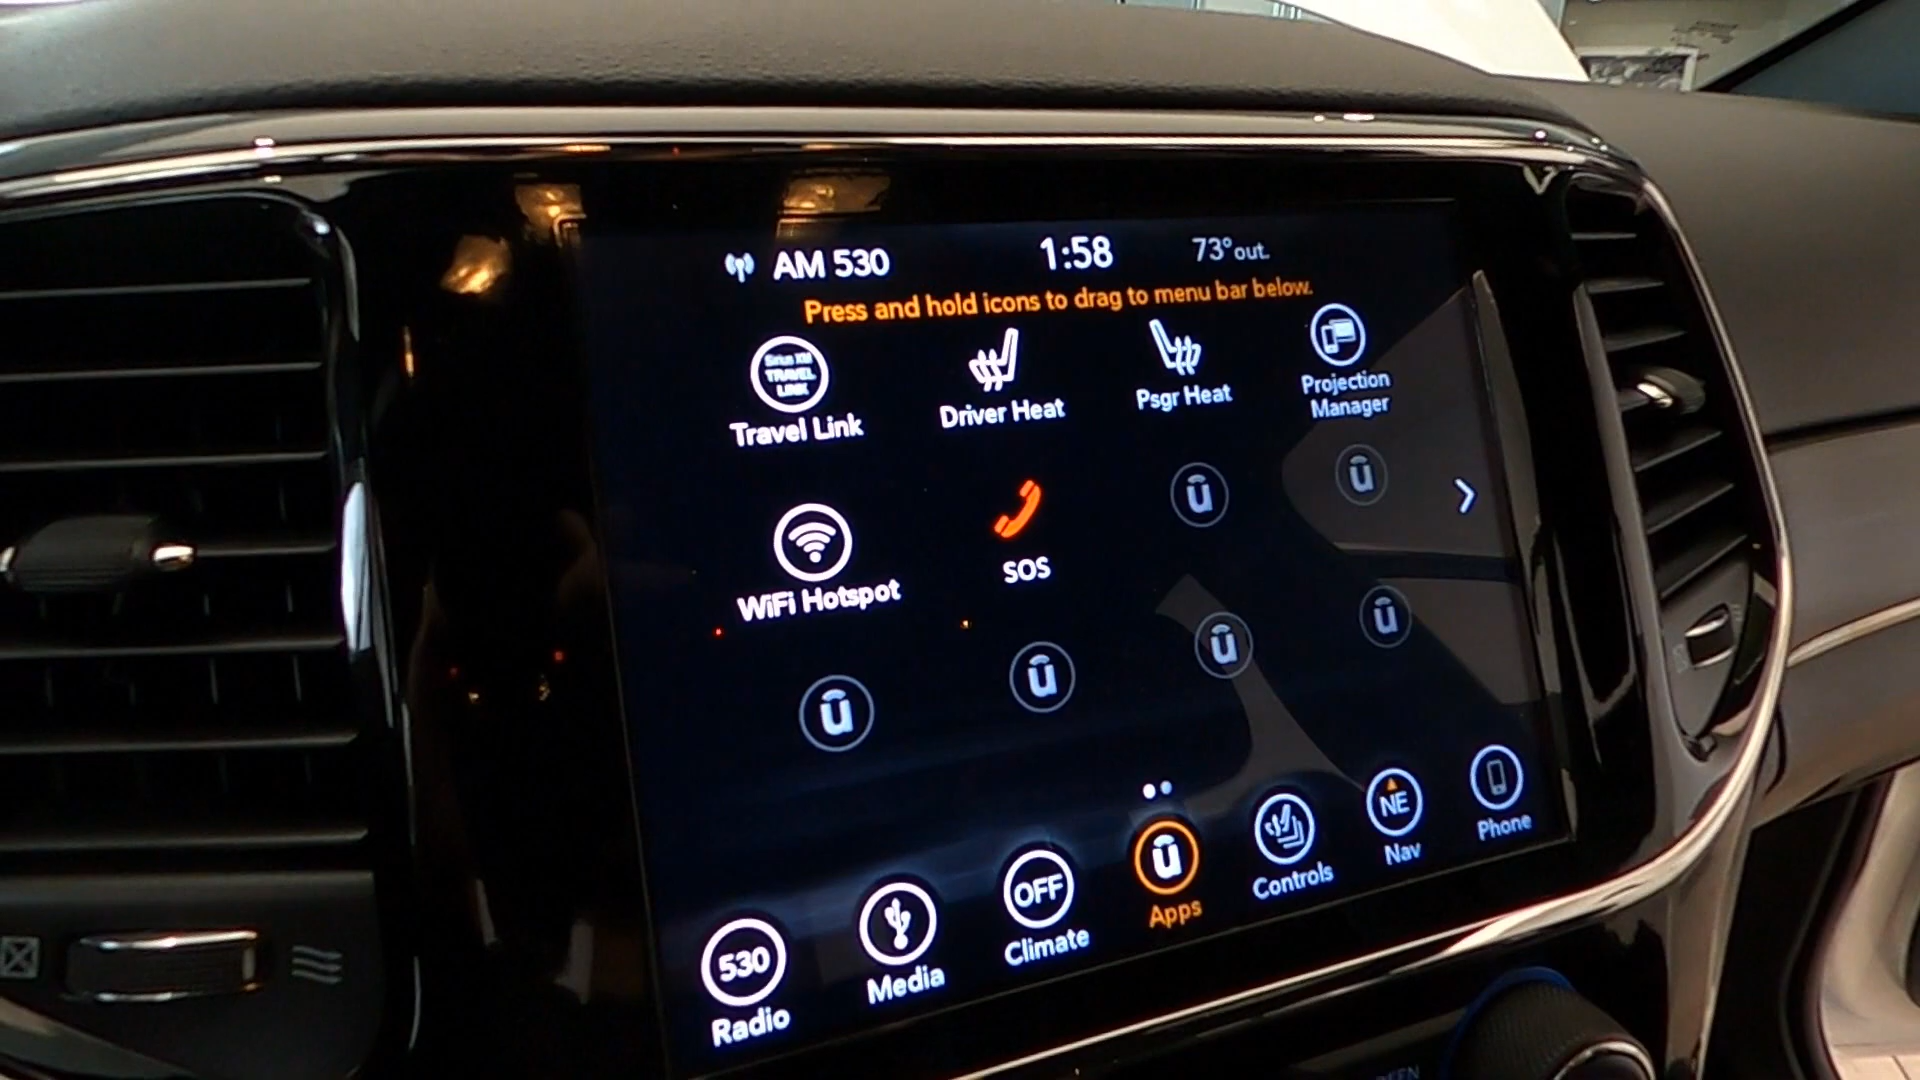 AM 530
1:58
73° out.
Press and hold icons to drag to menu bar below.
Sirius XM
TRAVEL
LINK
Travel Link
Driver Heat
Psgr Heat
Projection
Manager
WiFi Hotspot
SOS
ū
ū
ū
ū
ū
ū
530
Radio
Media
OFF
Climate
ū
Apps
Controls
NE
Nav
Phone